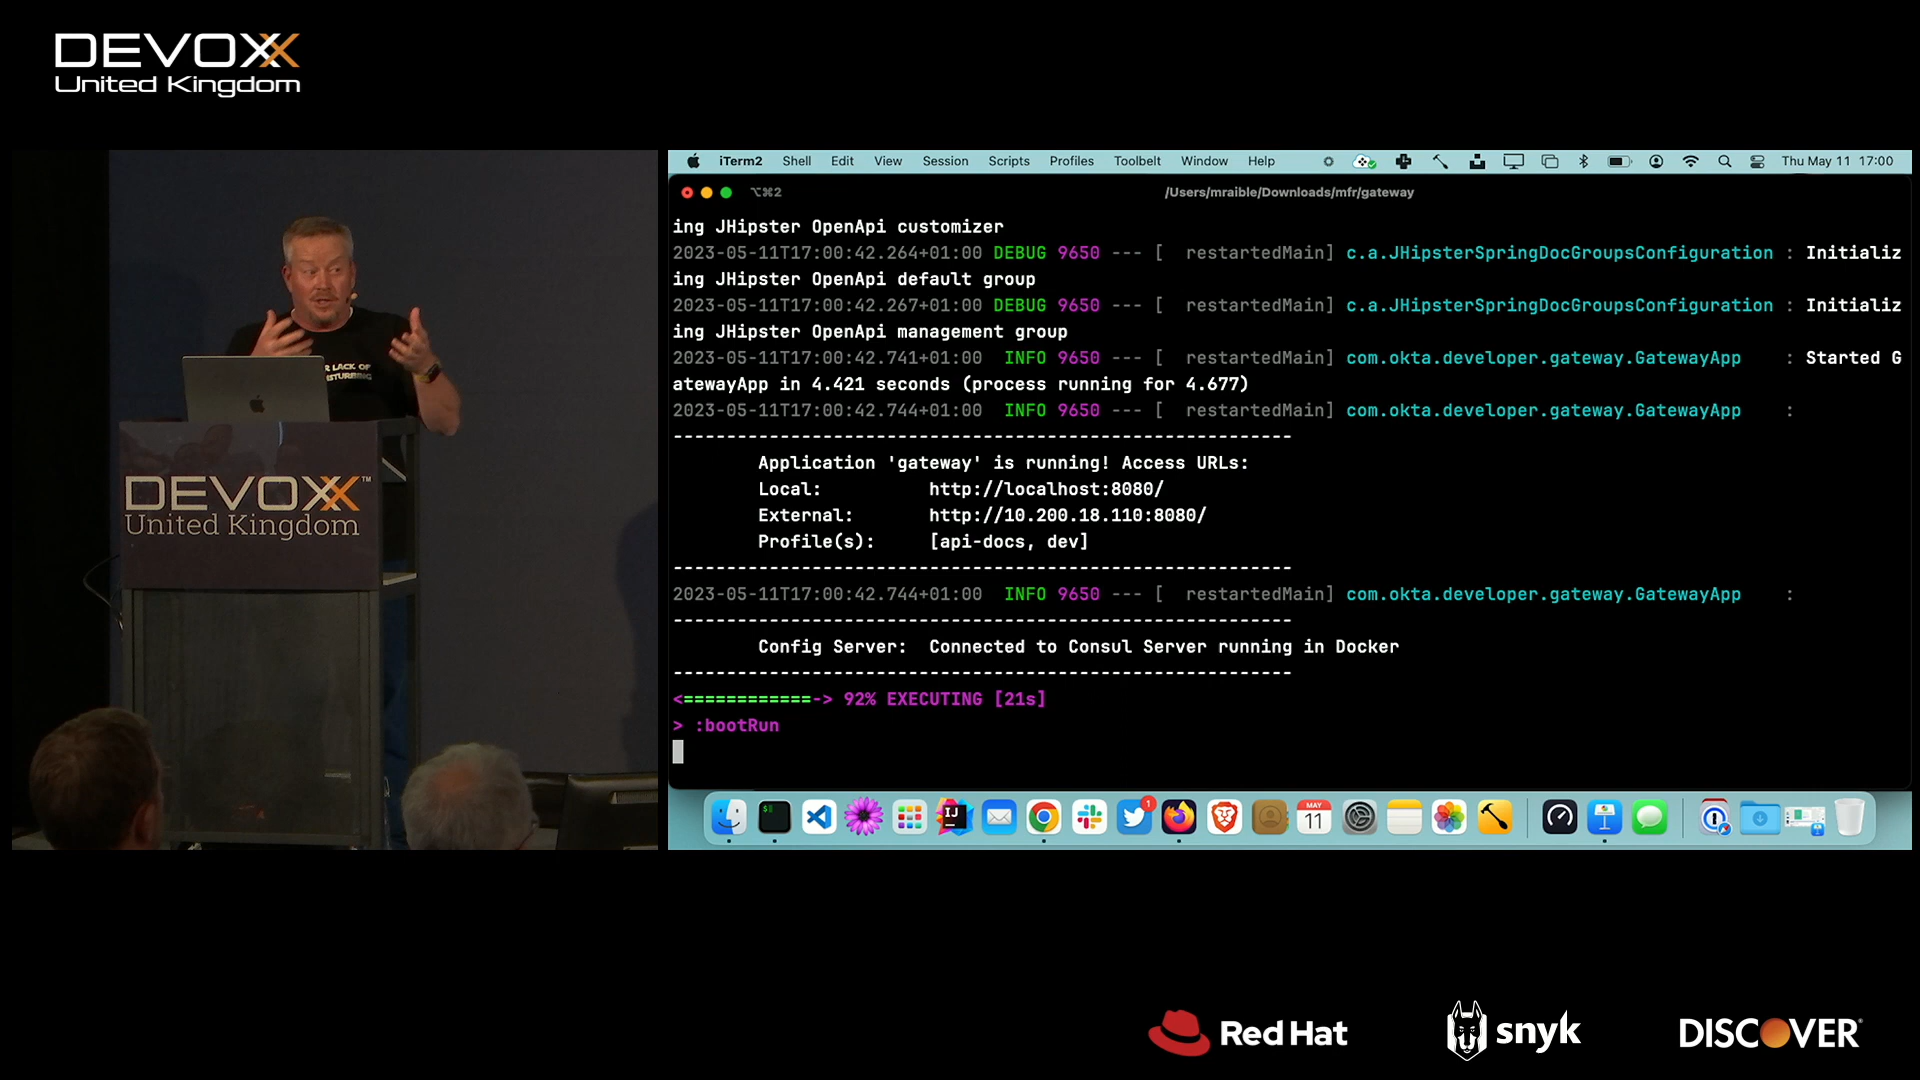 DEVOXX
United Kingdom
iTerm2 Shell Edit View Session Scripts Profiles Toolbelt Window Help Thu May 11 17:00
⌥⌘2 /Users/mraible/Downloads/mfr/gateway
ing JHipster OpenApi customizer
2023-05-11T17:00:42.264+01:00 DEBUG 9650 --- [  restartedMain] c.a.JHipsterSpringDocGroupsConfiguration : Initializ
ing JHipster OpenApi default group
2023-05-11T17:00:42.267+01:00 DEBUG 9650 --- [  restartedMain] c.a.JHipsterSpringDocGroupsConfiguration : Initializ
ing JHipster OpenApi management group
2023-05-11T17:00:42.741+01:00  INFO 9650 --- [  restartedMain] com.okta.developer.gateway.GatewayApp    : Started G
atewayApp in 4.421 seconds (process running for 4.677)
2023-05-11T17:00:42.744+01:00  INFO 9650 --- [  restartedMain] com.okta.developer.gateway.GatewayApp    :
----------------------------------------------------------
Application 'gateway' is running! Access URLs:
Local: http://localhost:8080/
External: http://10.200.18.110:8080/
Profile(s): [api-docs, dev]
----------------------------------------------------------
2023-05-11T17:00:42.744+01:00  INFO 9650 --- [  restartedMain] com.okta.developer.gateway.GatewayApp    :
----------------------------------------------------------
Config Server: Connected to Consul Server running in Docker
----------------------------------------------------------
<============-> 92% EXECUTING [21s]
> :bootRun
LACK OF
DEVOXX™
United Kingdom
1
IJ
MAY
11
Red Hat
snyk
DISCOVER